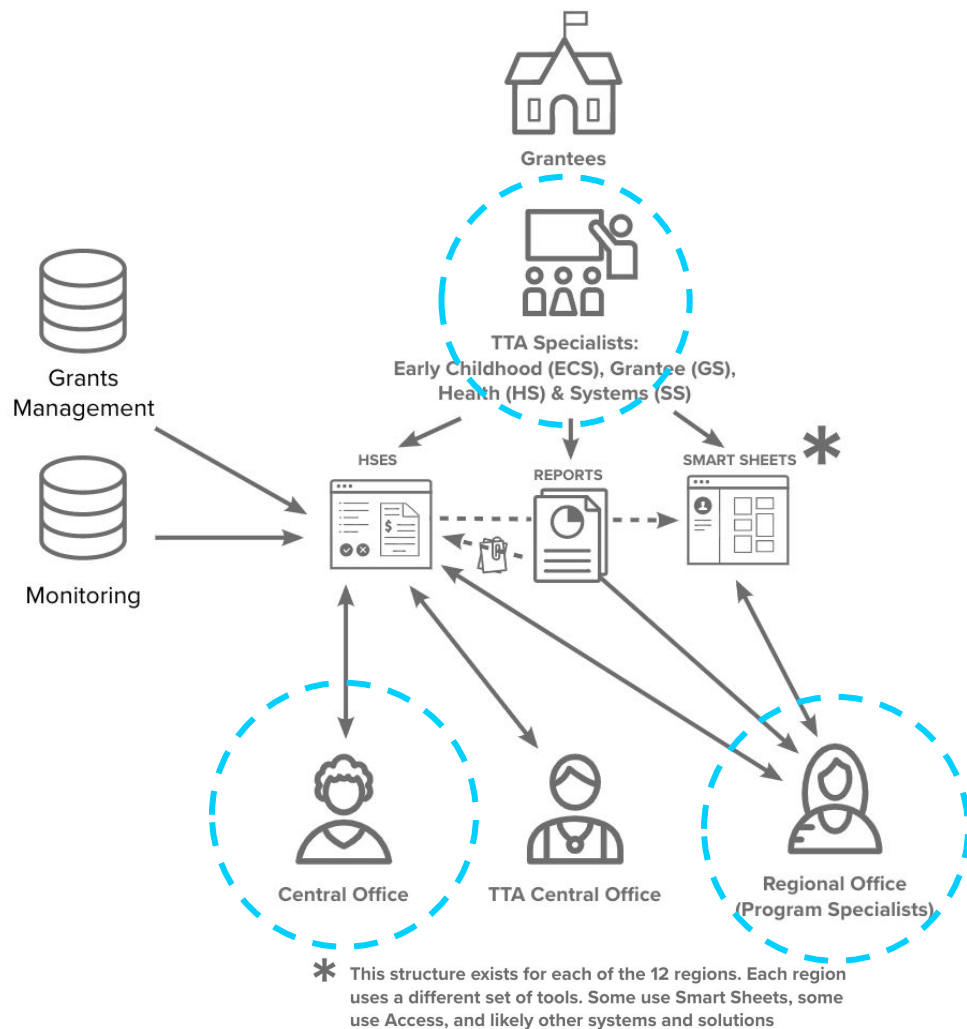 Grantees
TTA Specialists:
Early Childhood (ECS), Grantee (GS),
Health (HS) & Systems (SS)
Grants
Management
Monitoring
HSES
REPORTS
SMART SHEETS *
$
Central Office
TTA Central Office
Regional Office
(Program Specialists)
* This structure exists for each of the 12 regions. Each region
uses a different set of tools. Some use Smart Sheets, some
use Access, and likely other systems and solutions